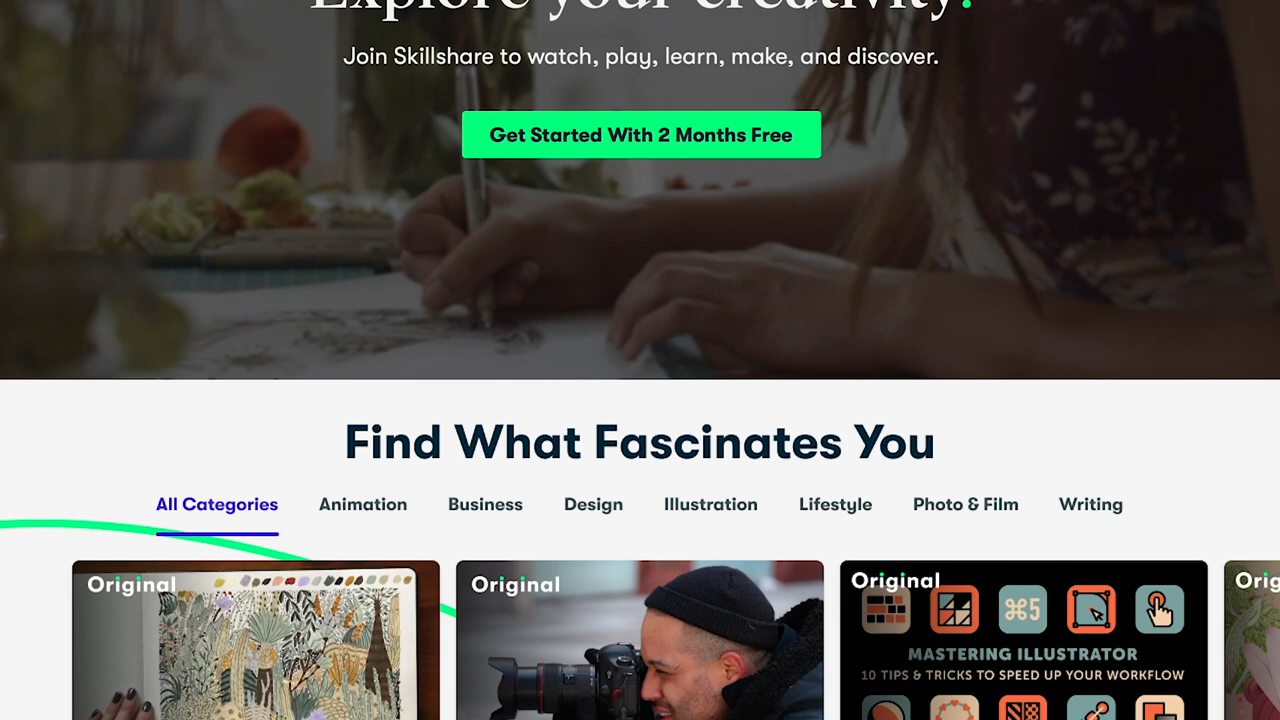 Explore your creativity.
Join Skillshare to watch, play, learn, make, and discover.
Get Started With 2 Months Free
Find What Fascinates You
All Categories Animation Business Design Illustration Lifestyle Photo & Film Writing
Original Original Original Orig
⌘5
MASTERING ILLUSTRATOR
10 TIPS & TRICKS TO SPEED UP YOUR WORKFLOW